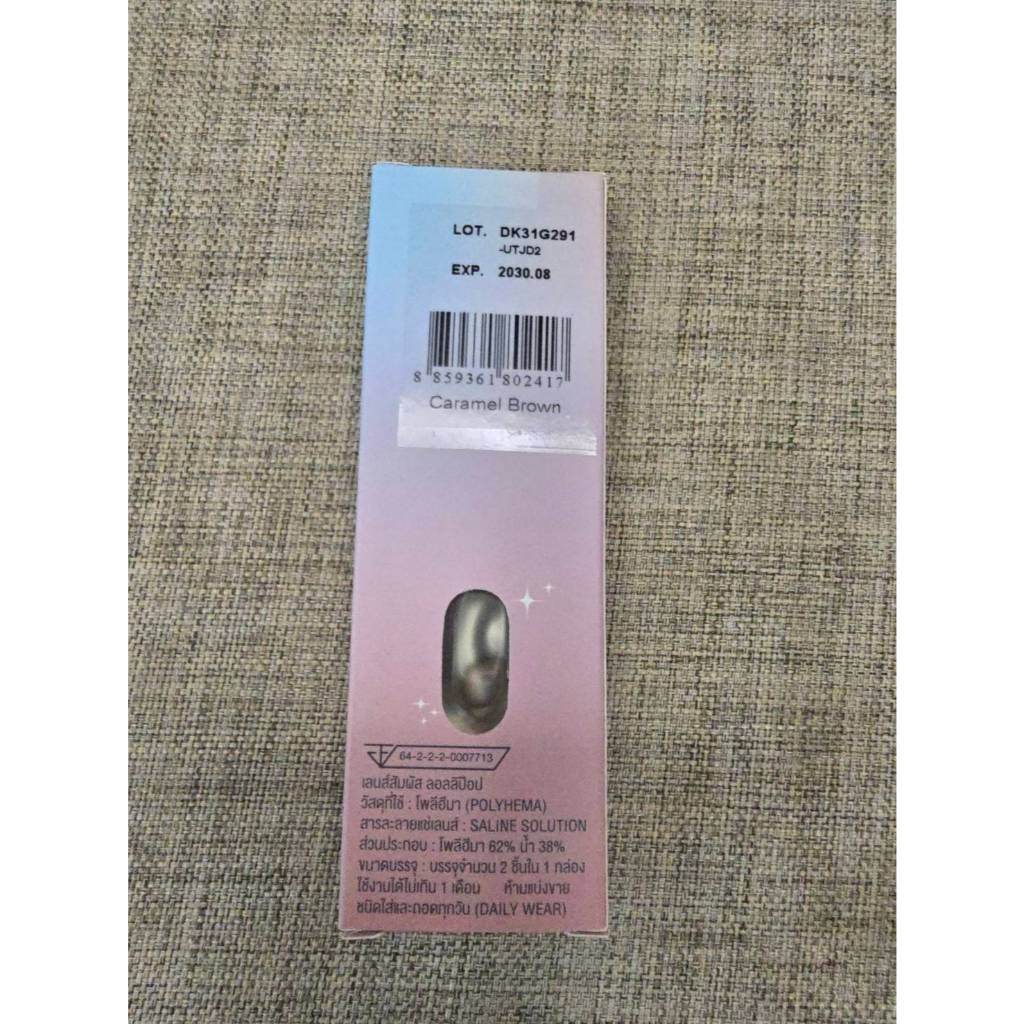 LOT. DK31G291
-UTJD2
EXP. 2030.08
8 859361 802417
Caramel Brown
64-2-2-2-0007713
เลนส์สัมผัส ลอลลิป๊อป
วัสดุที่ใช้ : โพลีฮีมา (POLYHEMA)
สารละลายแช่เลนส์ : SALINE SOLUTION
ส่วนประกอบ : โพลีฮีมา 62% น้ำ 38%
ขนาดบรรจุ : บรรจุจำนวน 2 ชิ้นใน 1 กล่อง
ใช้งานได้ไม่เกิน 1 เดือน ห้ามแบ่งขาย
ชนิดใส่และถอดทุกวัน (DAILY WEAR)